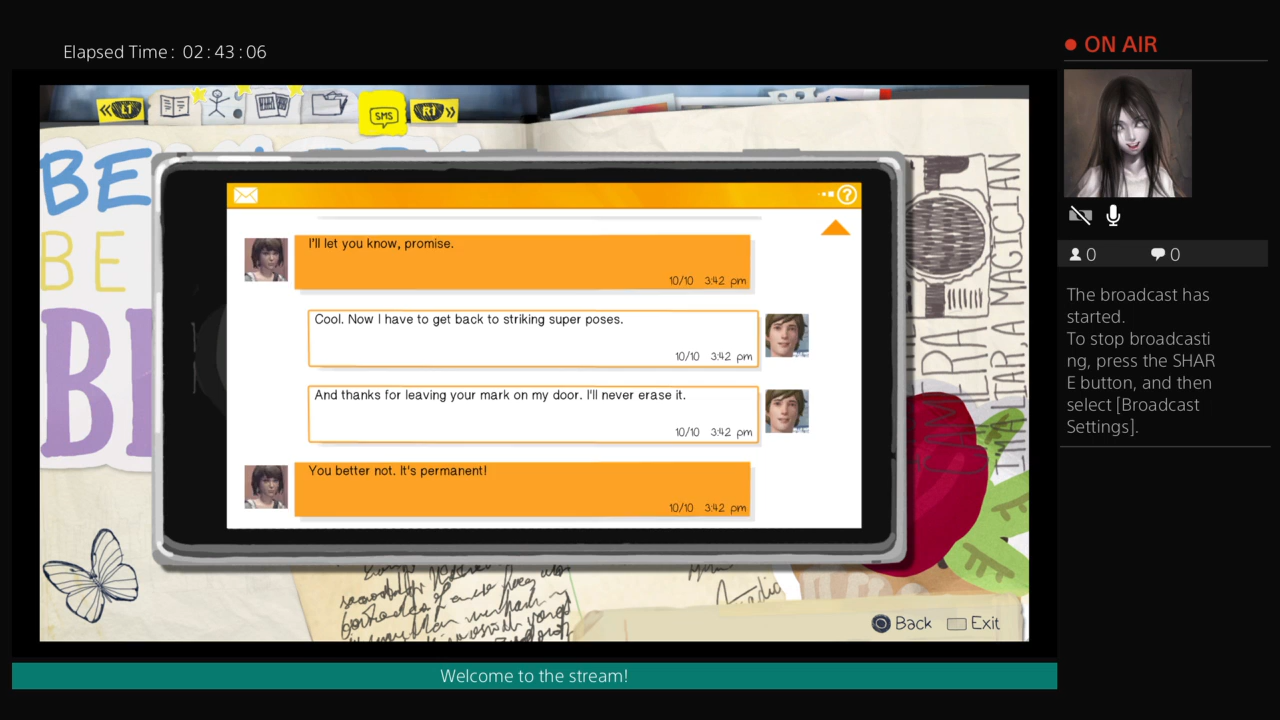 Elapsed Time: 02:43:06
ON AIR
L1
SMS
R1
BE
BE
?
I'll let you know, promise.
10/10 3:42 pm
Cool. Now I have to get back to striking super poses.
10/10 3:42 pm
And thanks for leaving your mark on my door. I'll never erase it.
10/10 3:42 pm
You better not. It's permanent!
10/10 3:42 pm
CAMERA
A MAGICIAN
0
0
The broadcast has
started.
To stop broadcasti
ng, press the SHAR
E button, and then
select [Broadcast
Settings].
Back
Exit
Welcome to the stream!